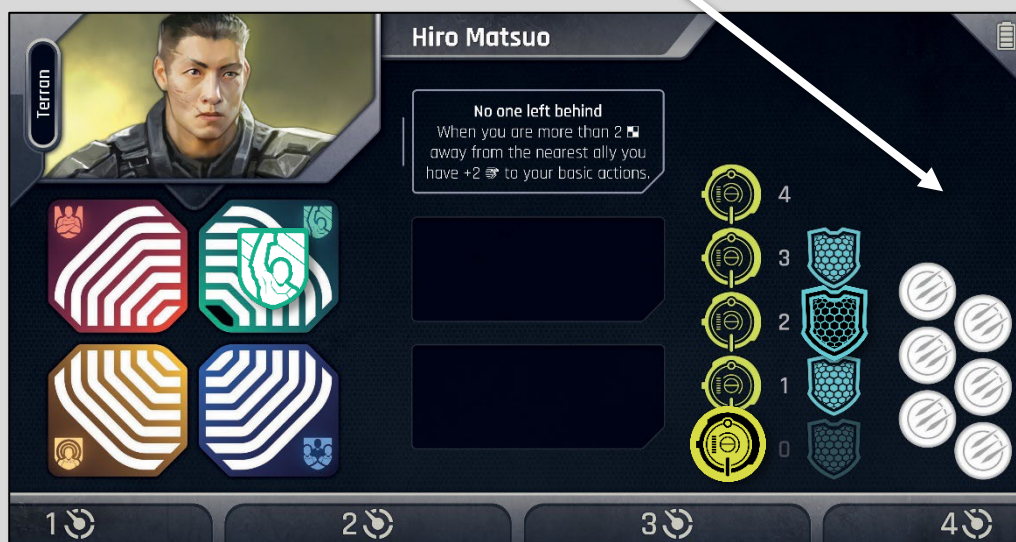 Hiro Matsuo
Terran
No one left behind
When you are more than 2
away from the nearest ally you
have +2 to your basic actions.
4
3
2
1
0
1
2
3
4